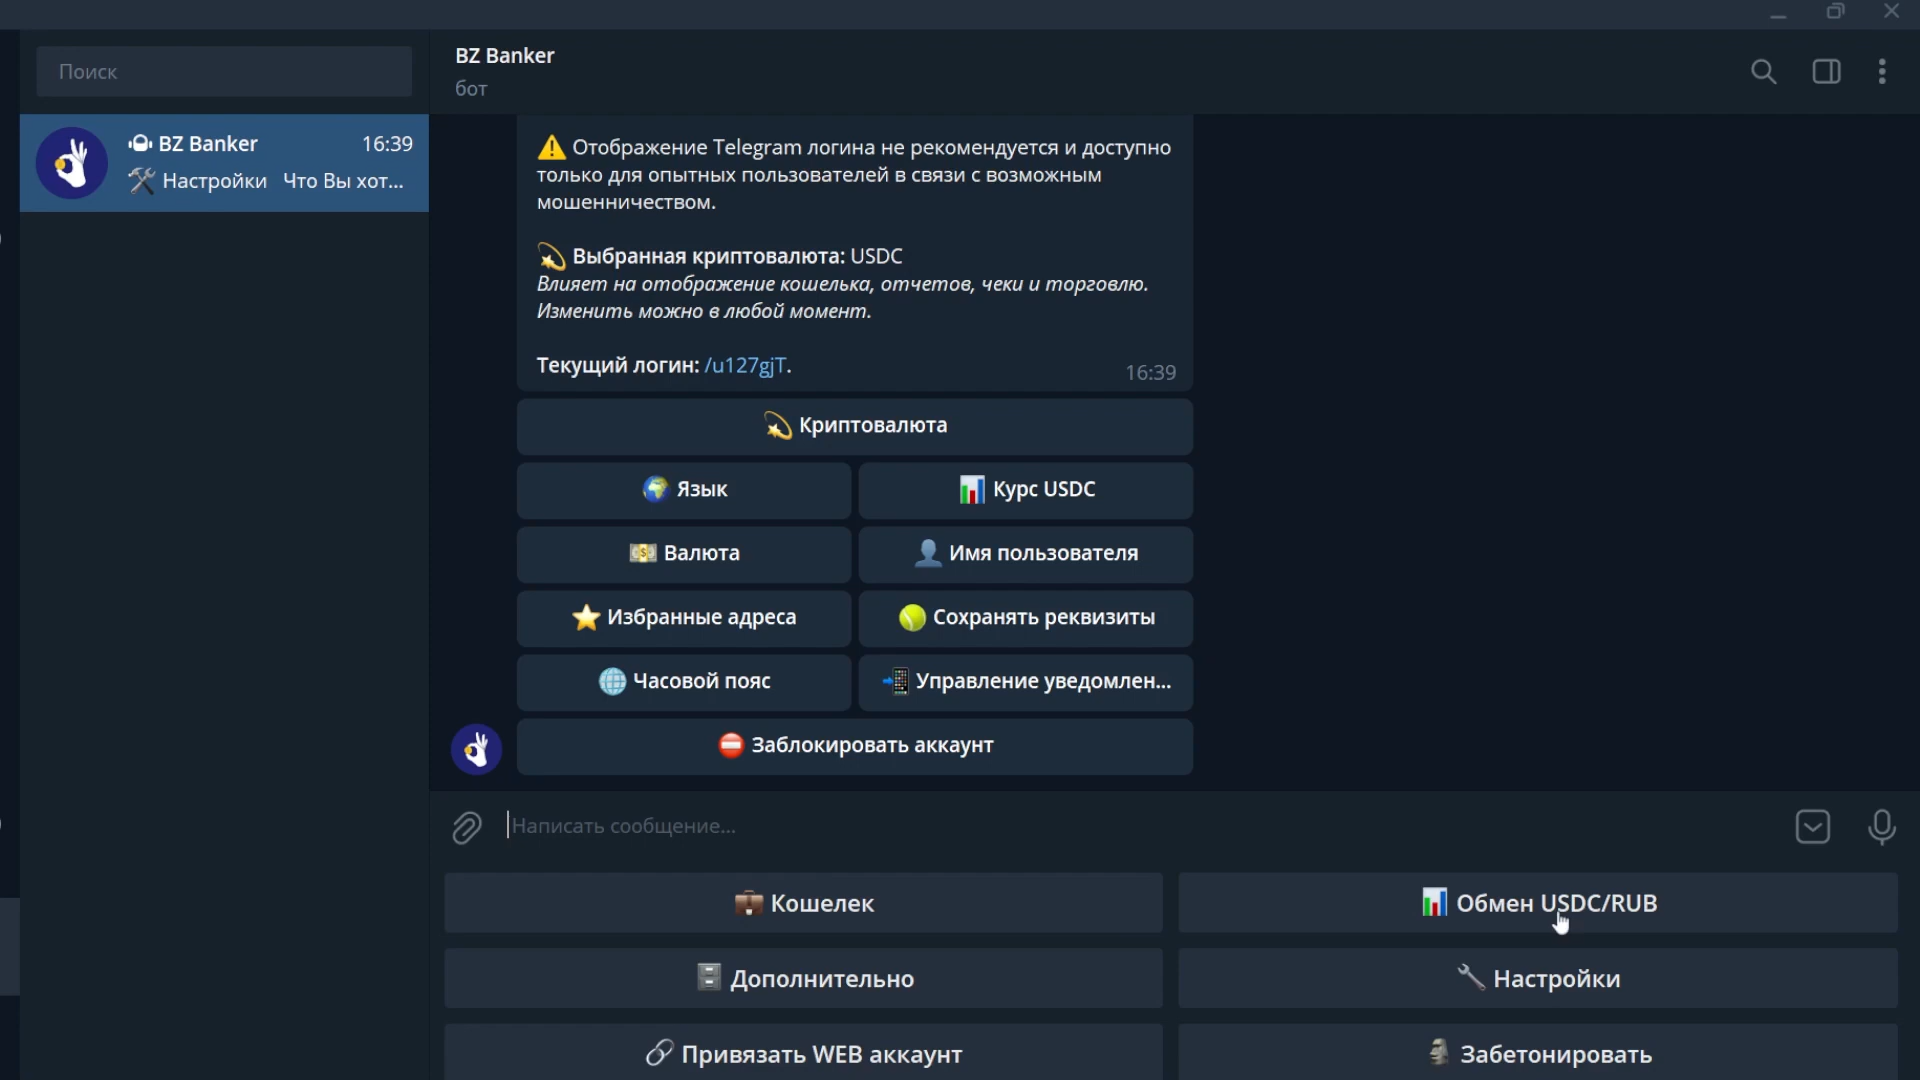 Поиск
BZ Banker 16:39
Настройки Что Вы хот...
BZ Banker
бот
Отображение Telegram логина не рекомендуется и доступно
только для опытных пользователей в связи с возможным
мошенничеством.
Выбранная криптовалюта: USDC
Влияет на отображение кошелька, отчетов, чеки и торговлю.
Изменить можно в любой момент.
Текущий логин: /u127gjT.
16:39
Криптовалюта
Язык
Курс USDC
Валюта
Имя пользователя
Избранные адреса
Сохранять реквизиты
Часовой пояс
Управление уведомлен...
Заблокировать аккаунт
Написать сообщение...
Кошелек
Обмен USDC/RUB
Дополнительно
Настройки
Привязать WEB аккаунт
Забетонировать